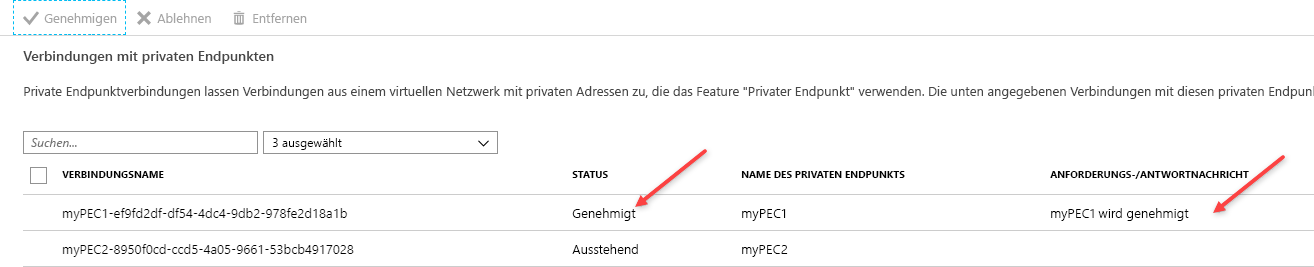 Genehmigen Ablehnen Entfernen
Verbindungen mit privaten Endpunkten
Private Endpunktverbindungen lassen Verbindungen aus einem virtuellen Netzwerk mit privaten Adressen zu, die das Feature "Privater Endpunkt" verwenden. Die unten angegebenen Verbindungen mit diesen privaten Endpun
Suchen... 3 ausgewählt
VERBINDUNGSNAME STATUS NAME DES PRIVATEN ENDPUNKTS ANFORDERUNGS-/ANTWORTNACHRICHT
myPEC1-ef9fd2df-df54-4dc4-9db2-978fe2d18a1b Genehmigt myPEC1 myPEC1 wird genehmigt
myPEC2-8950f0cd-ccd5-4a05-9661-53bcb4917028 Ausstehend myPEC2